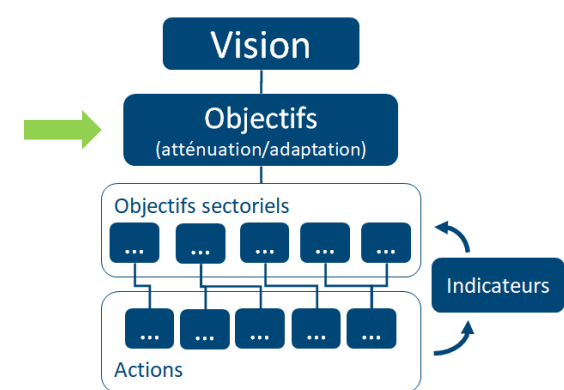 Vision
Objectifs
(atténuation/adaptation)
Objectifs sectoriels
... ... ... ... ...
Indicateurs
... ... ... ... ...
Actions